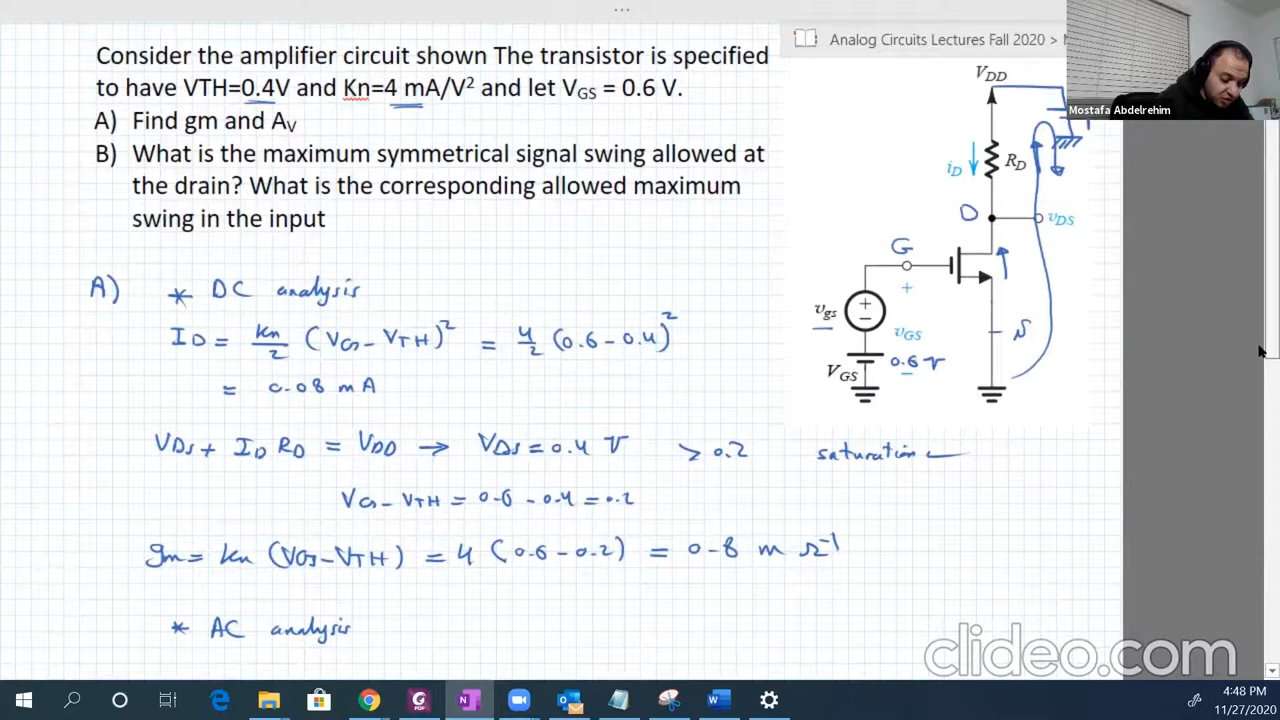 Consider the amplifier circuit shown The transistor is specified
to have VTH=0.4V and Kn=4 mA/V² and let VGS = 0.6 V.
A) Find gm and AV
B) What is the maximum symmetrical signal swing allowed at
the drain? What is the corresponding allowed maximum
swing in the input
Analog Circuits Lectures Fall 2020 >
Mostafa Abdelrehim
VDD
iD
RD
D
vDS
G
+
+
−
vgs
vGS
S
0.6 V
VGS
A) * DC analysis
ID = kn/2 (VGS - VTH)² = 4/2 (0.6 - 0.4)²
= 0.08 mA
VDS + ID RD = VDD → VDS = 0.4 V > 0.2 saturation
VGS - VTH = 0.6 - 0.4 = 0.2
gm = kn (VGS - VTH) = 4 (0.6 - 0.2) = 0.8 m Ω⁻¹
* AC analysis
clideo.com
4:48 PM
11/27/2020